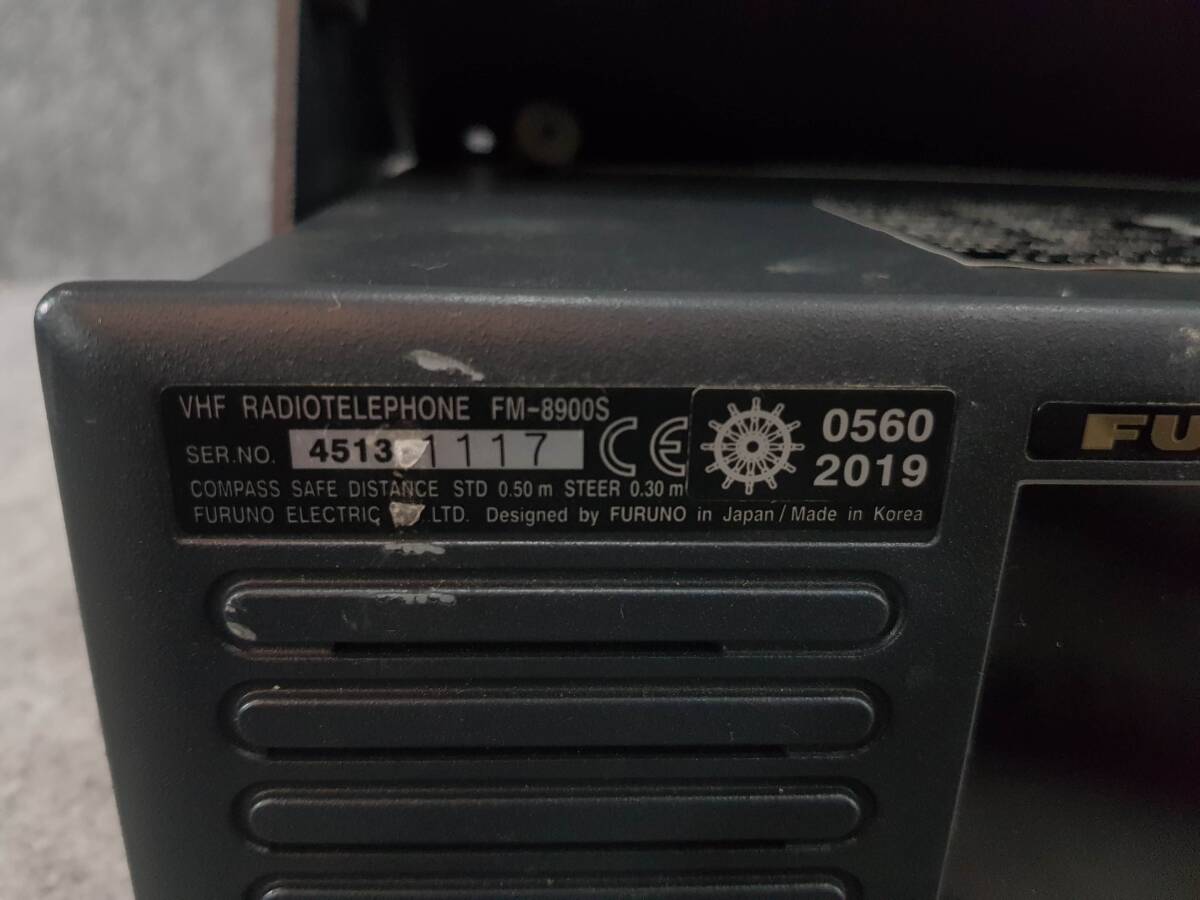 VHF RADIOTELEPHONE FM-8900S
SER.NO. 4513 1117
CE
0560
2019
COMPASS SAFE DISTANCE STD 0.50 m STEER 0.30 m
FURUNO ELECTRIC LTD. Designed by FURUNO in Japan / Made in Korea
FU